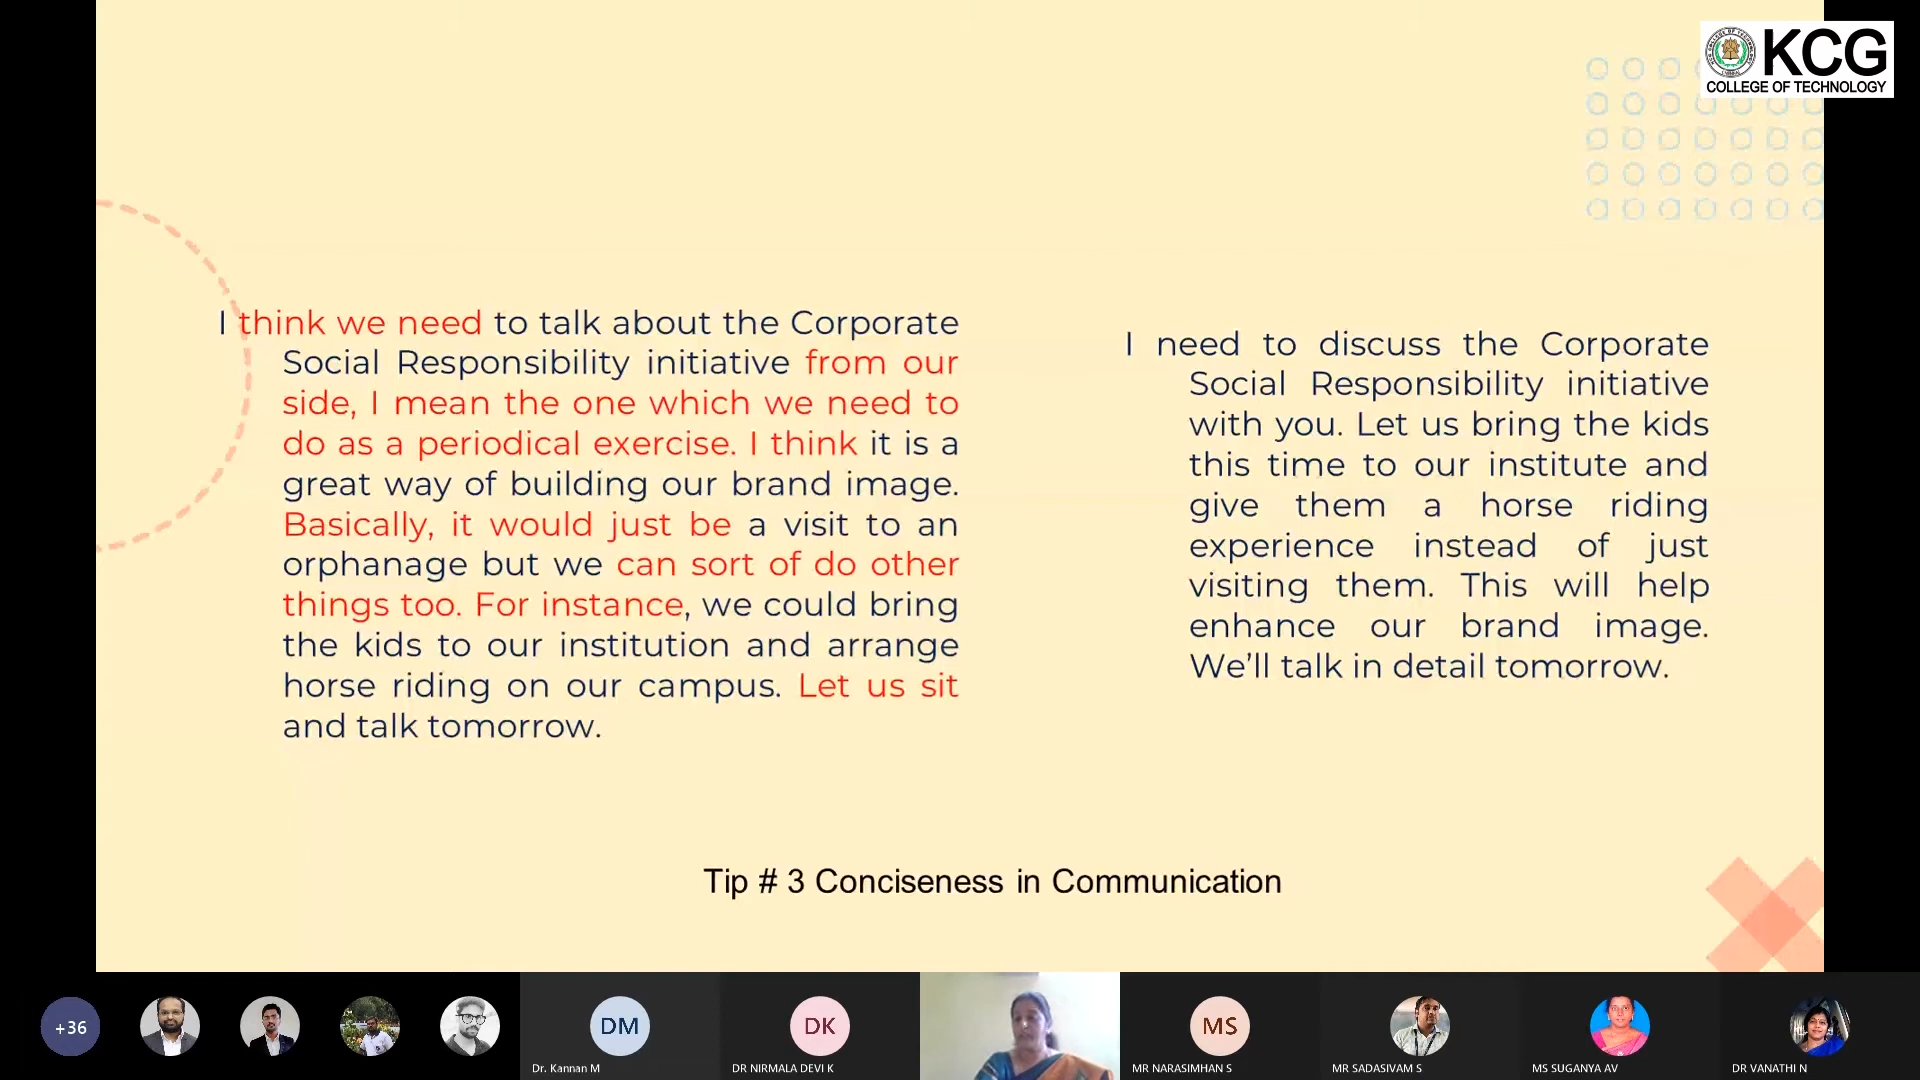 KCG
COLLEGE OF TECHNOLOGY
I think we need to talk about the Corporate
Social Responsibility initiative from our
side, I mean the one which we need to
do as a periodical exercise. I think it is a
great way of building our brand image.
Basically, it would just be a visit to an
orphanage but we can sort of do other
things too. For instance, we could bring
the kids to our institution and arrange
horse riding on our campus. Let us sit
and talk tomorrow.
I need to discuss the Corporate
Social Responsibility initiative
with you. Let us bring the kids
this time to our institute and
give them a horse riding
experience instead of just
visiting them. This will help
enhance our brand image.
We’ll talk in detail tomorrow.
Tip # 3 Conciseness in Communication
+36
DM
Dr. Kannan M
DK
DR NIRMALA DEVI K
MS
MR NARASIMHAN S
MR SADASIVAM S
MS SUGANYA AV
DR VANATHI N